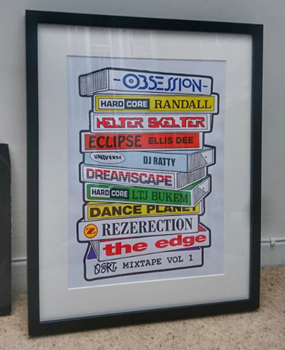 -OBSESSION-
HARDCORE RANDALL
HELTER SKELTER
ECLIPSE ELLIS DEE
UNIVERSE DJ RATTY
DREAMSCAPE
HARDCORE LTJ BUKEM
DANCE PLANET
REZERECTION
the edge
MIXTAPE VOL 1